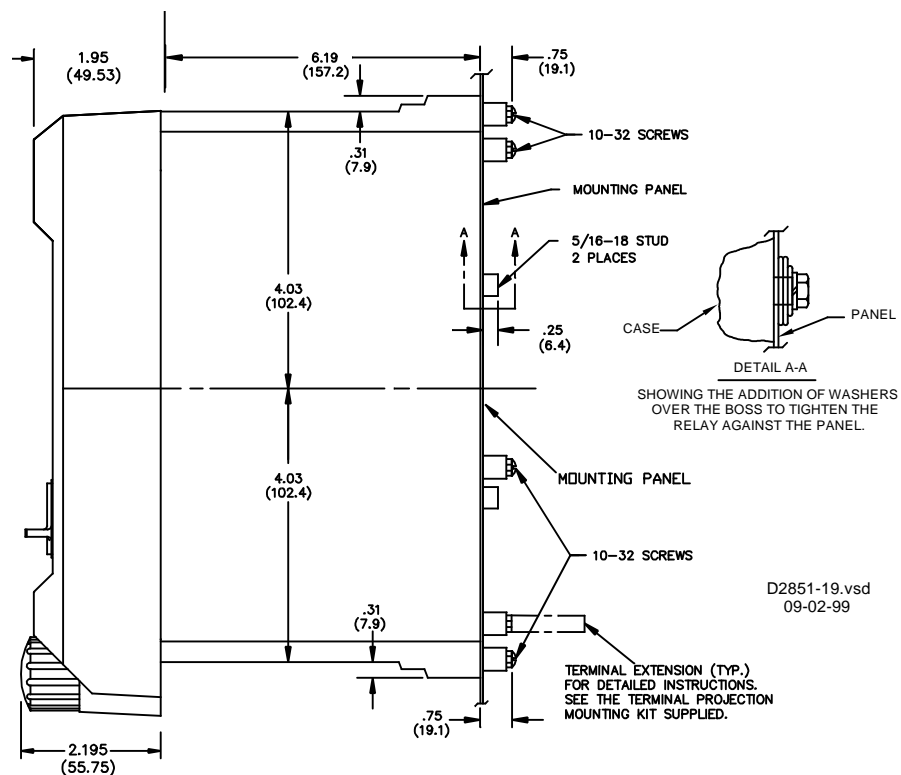 1.95
(49.53)
6.19
(157.2)
.75
(19.1)
10-32 SCREWS
.31
(7.9)
MOUNTING PANEL
A
A
5/16-18 STUD
2 PLACES
4.03
(102.4)
.25
(6.4)
CASE
PANEL
DETAIL A-A
SHOWING THE ADDITION OF WASHERS
OVER THE BOSS TO TIGHTEN THE
RELAY AGAINST THE PANEL.
4.03
(102.4)
MOUNTING PANEL
10-32 SCREWS
D2851-19.vsd
09-02-99
.31
(7.9)
TERMINAL EXTENSION (TYP.)
FOR DETAILED INSTRUCTIONS.
SEE THE TERMINAL PROJECTION
MOUNTING KIT SUPPLIED.
.75
(19.1)
2.195
(55.75)